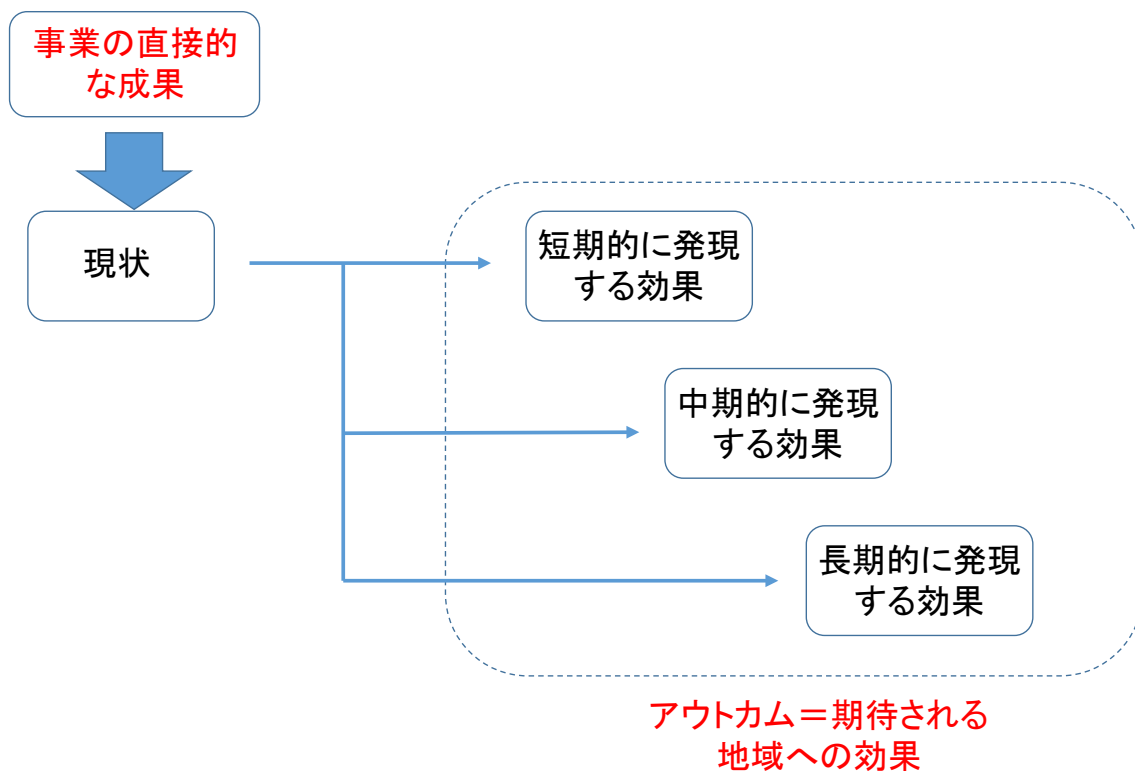 事業の直接的
な成果
現状
短期的に発現
する効果
中期的に発現
する効果
長期的に発現
する効果
アウトカム＝期待される
地域への効果